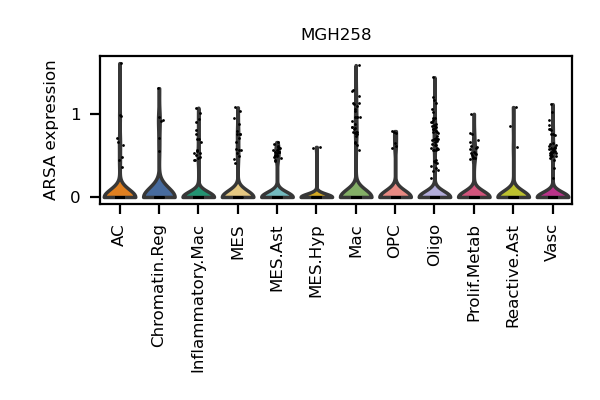 MGH258
ARSA expression
1
0
AC
Chromatin.Reg
Inflammatory.Mac
MES
MES.Ast
MES.Hyp
Mac
OPC
Oligo
Prolif.Metab
Reactive.Ast
Vasc